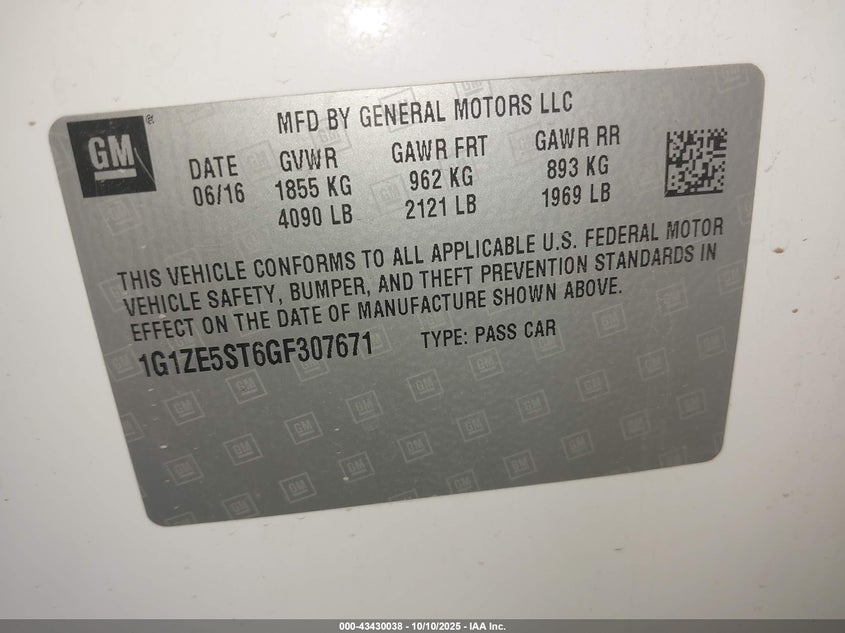 MFD BY GENERAL MOTORS LLC
GM ®
DATE GVWR GAWR FRT GAWR RR
06/16 1855 KG 962 KG 893 KG
4090 LB 2121 LB 1969 LB
THIS VEHICLE CONFORMS TO ALL APPLICABLE U.S. FEDERAL MOTOR
VEHICLE SAFETY, BUMPER, AND THEFT PREVENTION STANDARDS IN
EFFECT ON THE DATE OF MANUFACTURE SHOWN ABOVE.
1G1ZE5ST6GF307671 TYPE: PASS CAR
000-43430038 - 10/10/2025 - IAA Inc.